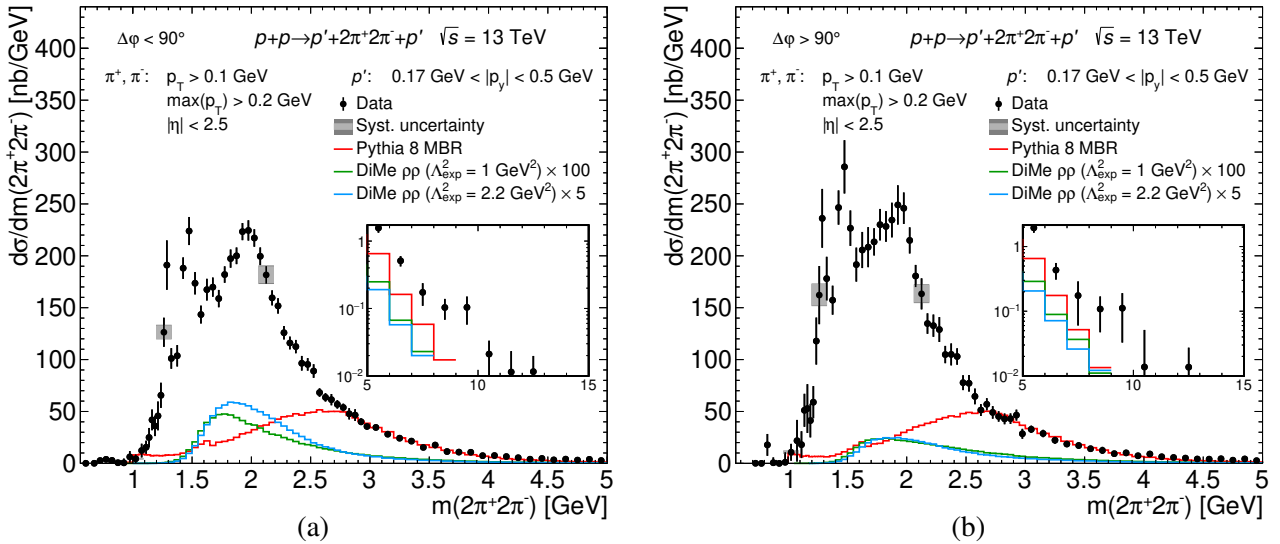 dσ/dm(2π⁺2π⁻) [nb/GeV]
400
350
300
250
200
150
100
50
0
Δφ < 90°
p+p→p′+2π⁺2π⁻+p′ √s = 13 TeV
π⁺, π⁻: p_T > 0.1 GeV
max(p_T) > 0.2 GeV
|η| < 2.5
p′: 0.17 GeV < |p_y| < 0.5 GeV
Data
Syst. uncertainty
Pythia 8 MBR
DiMe ρρ (Λ²_exp = 1 GeV²) × 100
DiMe ρρ (Λ²_exp = 2.2 GeV²) × 5
1
10⁻¹
10⁻²
5 10 15
1 1.5 2 2.5 3 3.5 4 4.5 5
m(2π⁺2π⁻) [GeV]
(a)
dσ/dm(2π⁺2π⁻) [nb/GeV]
400
350
300
250
200
150
100
50
0
Δφ > 90°
p+p→p′+2π⁺2π⁻+p′ √s = 13 TeV
π⁺, π⁻: p_T > 0.1 GeV
max(p_T) > 0.2 GeV
|η| < 2.5
p′: 0.17 GeV < |p_y| < 0.5 GeV
Data
Syst. uncertainty
Pythia 8 MBR
DiMe ρρ (Λ²_exp = 1 GeV²) × 100
DiMe ρρ (Λ²_exp = 2.2 GeV²) × 5
1
10⁻¹
10⁻²
5 10 15
1 1.5 2 2.5 3 3.5 4 4.5 5
m(2π⁺2π⁻) [GeV]
(b)